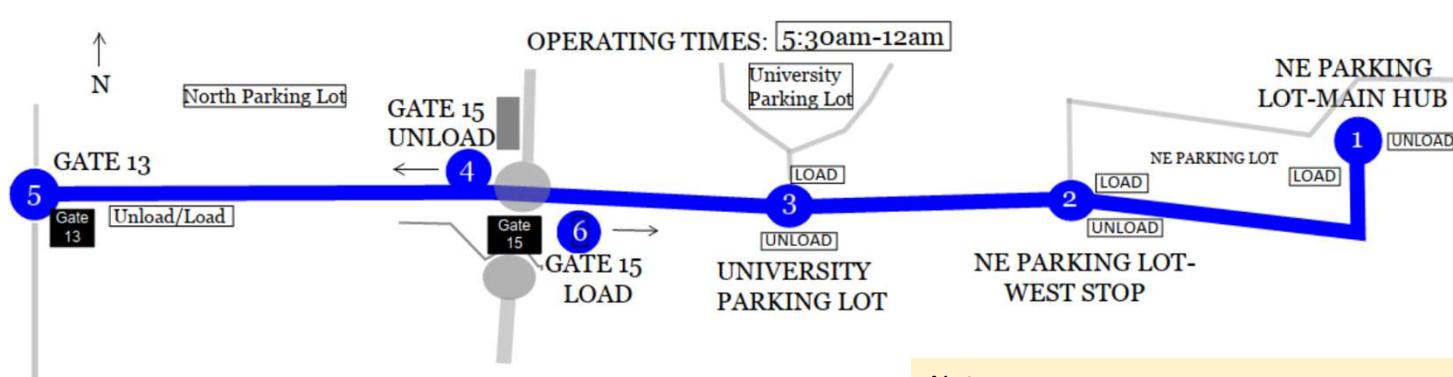 OPERATING TIMES: 5:30am-12am
N
North Parking Lot
University
Parking Lot
NE PARKING
LOT-MAIN HUB
GATE 15
UNLOAD
4
GATE 13
5
Gate
13
Unload/Load
Gate
15
6
GATE 15
LOAD
LOAD
3
UNLOAD
UNIVERSITY
PARKING LOT
NE PARKING LOT
LOAD
2
UNLOAD
NE PARKING LOT-
WEST STOP
LOAD
1
UNLOAD